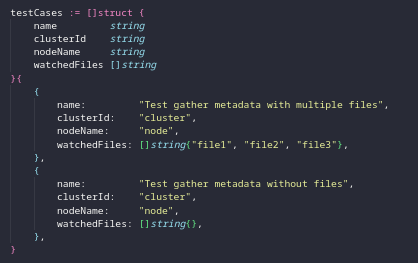 testCases := []struct {
    name         string
    clusterId    string
    nodeName     string
    watchedFiles []string
}{
    {
        name:         "Test gather metadata with multiple files",
        clusterId:    "cluster",
        nodeName:     "node",
        watchedFiles: []string{"file1", "file2", "file3"},
    },
    {
        name:         "Test gather metadata without files",
        clusterId:    "cluster",
        nodeName:     "node",
        watchedFiles: []string{},
    },
}